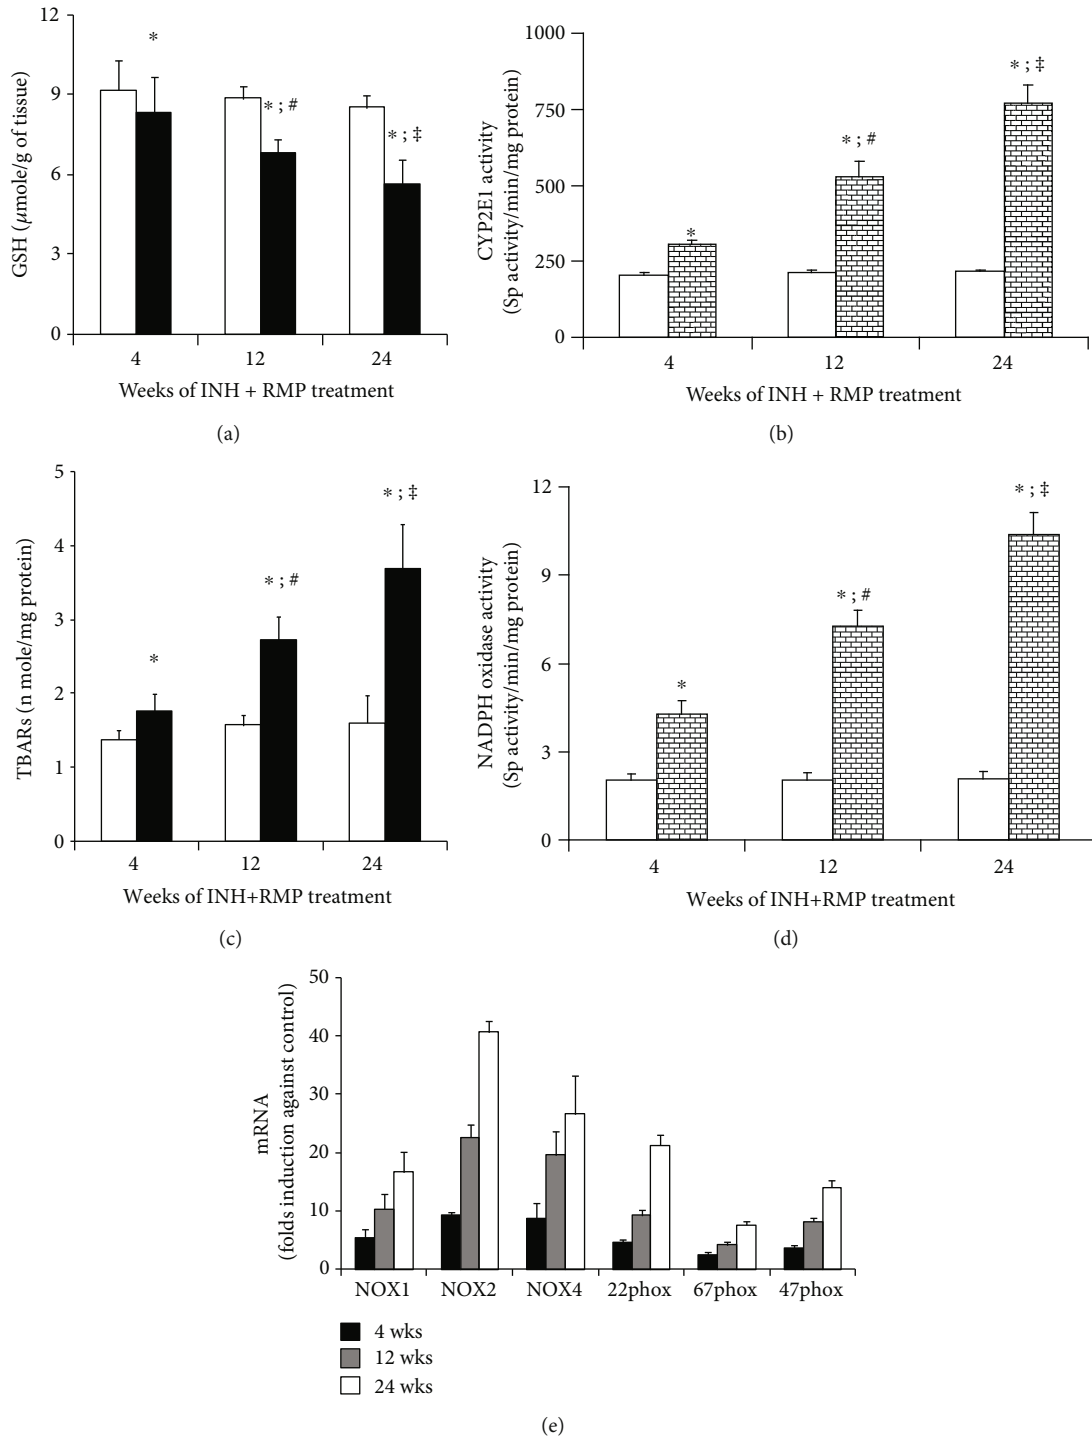 12
9
6
3
0
GSH (μmole/g of tissue)
*
* ; #
* ; ‡
4 12 24
Weeks of INH + RMP treatment
(a)
1000
750
500
250
0
CYP2E1 activity
(Sp activity/min/mg protein)
*
* ; #
* ; ‡
4 12 24
Weeks of INH + RMP treatment
(b)
5
4
3
2
1
0
TBARs (n mole/mg protein)
*
* ; #
* ; ‡
4 12 24
Weeks of INH+RMP treatment
(c)
12
9
6
3
0
NADPH oxidase activity
(Sp activity/min/mg protein)
*
* ; #
* ; ‡
4 12 24
Weeks of INH+RMP treatment
(d)
50
40
30
20
10
0
mRNA
(folds induction against control)
NOX1 NOX2 NOX4 22phox 67phox 47phox
4 wks
12 wks
24 wks
(e)